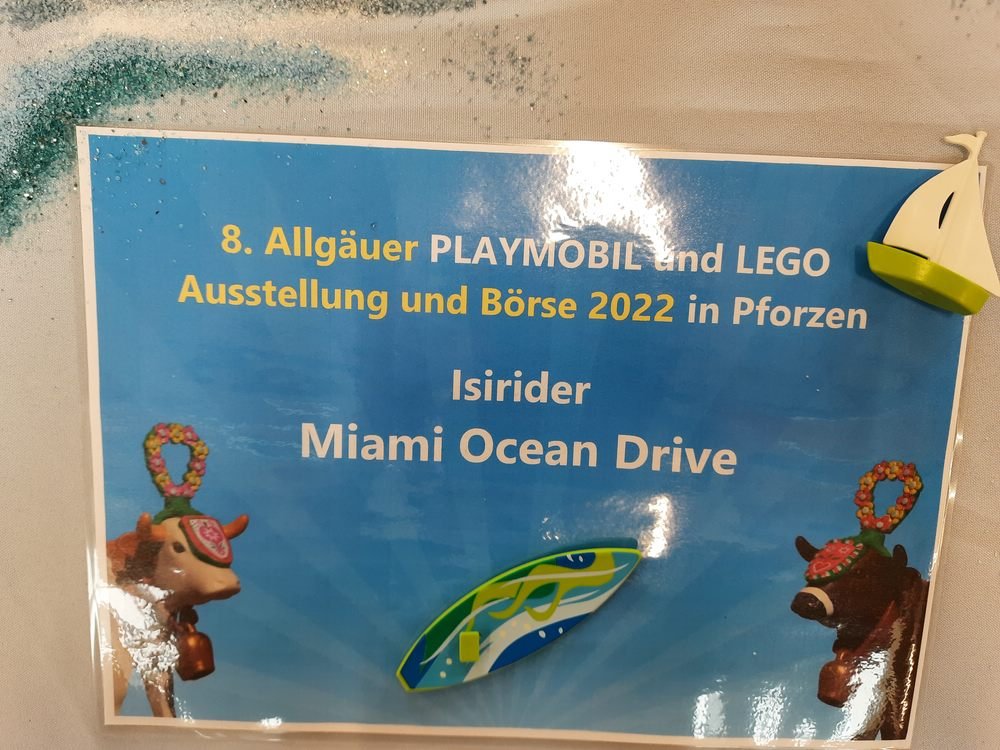 8. Allgäuer PLAYMOBIL und LEGO
Ausstellung und Börse 2022 in Pforzen
Isirider
Miami Ocean Drive